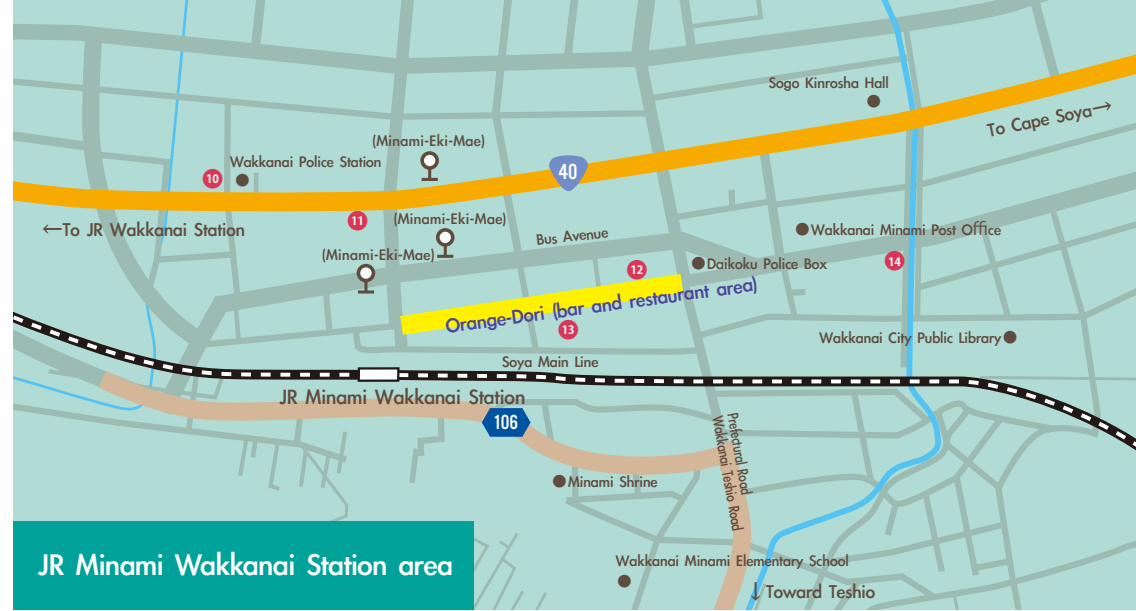 Sogo Kinrosha Hall
To Cape Soya→
(Minami-Eki-Mae)
Wakkanai Police Station
10
40
11
(Minami-Eki-Mae)
←To JR Wakkanai Station
Bus Avenue
Wakkanai Minami Post Office
(Minami-Eki-Mae)
12
Daikoku Police Box
14
Orange-Dori (bar and restaurant area)
13
Wakkanai City Public Library
Soya Main Line
JR Minami Wakkanai Station
106
Prefectural Road
Wakkanai Teshio Road
Minami Shrine
Wakkanai Minami Elementary School
JR Minami Wakkanai Station area
↓Toward Teshio